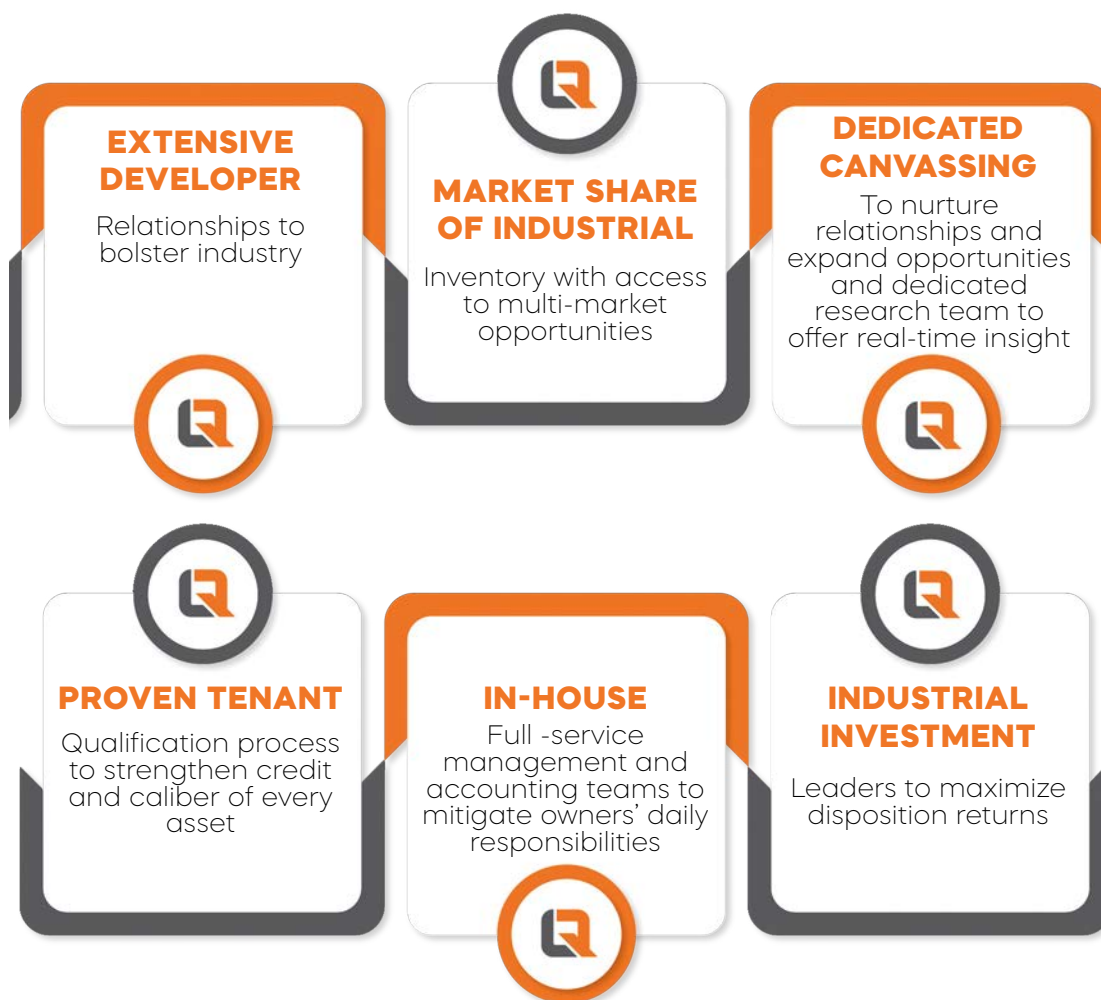 EXTENSIVE
DEVELOPER
Relationships to
bolster industry
MARKET SHARE
OF INDUSTRIAL
Inventory with access
to multi-market
opportunities
DEDICATED
CANVASSING
To nurture
relationships and
expand opportunities
and dedicated
research team to
offer real-time insight
PROVEN TENANT
Qualification process
to strengthen credit
and caliber of every
asset
IN-HOUSE
Full -service
management and
accounting teams to
mitigate owners’ daily
responsibilities
INDUSTRIAL
INVESTMENT
Leaders to maximize
disposition returns